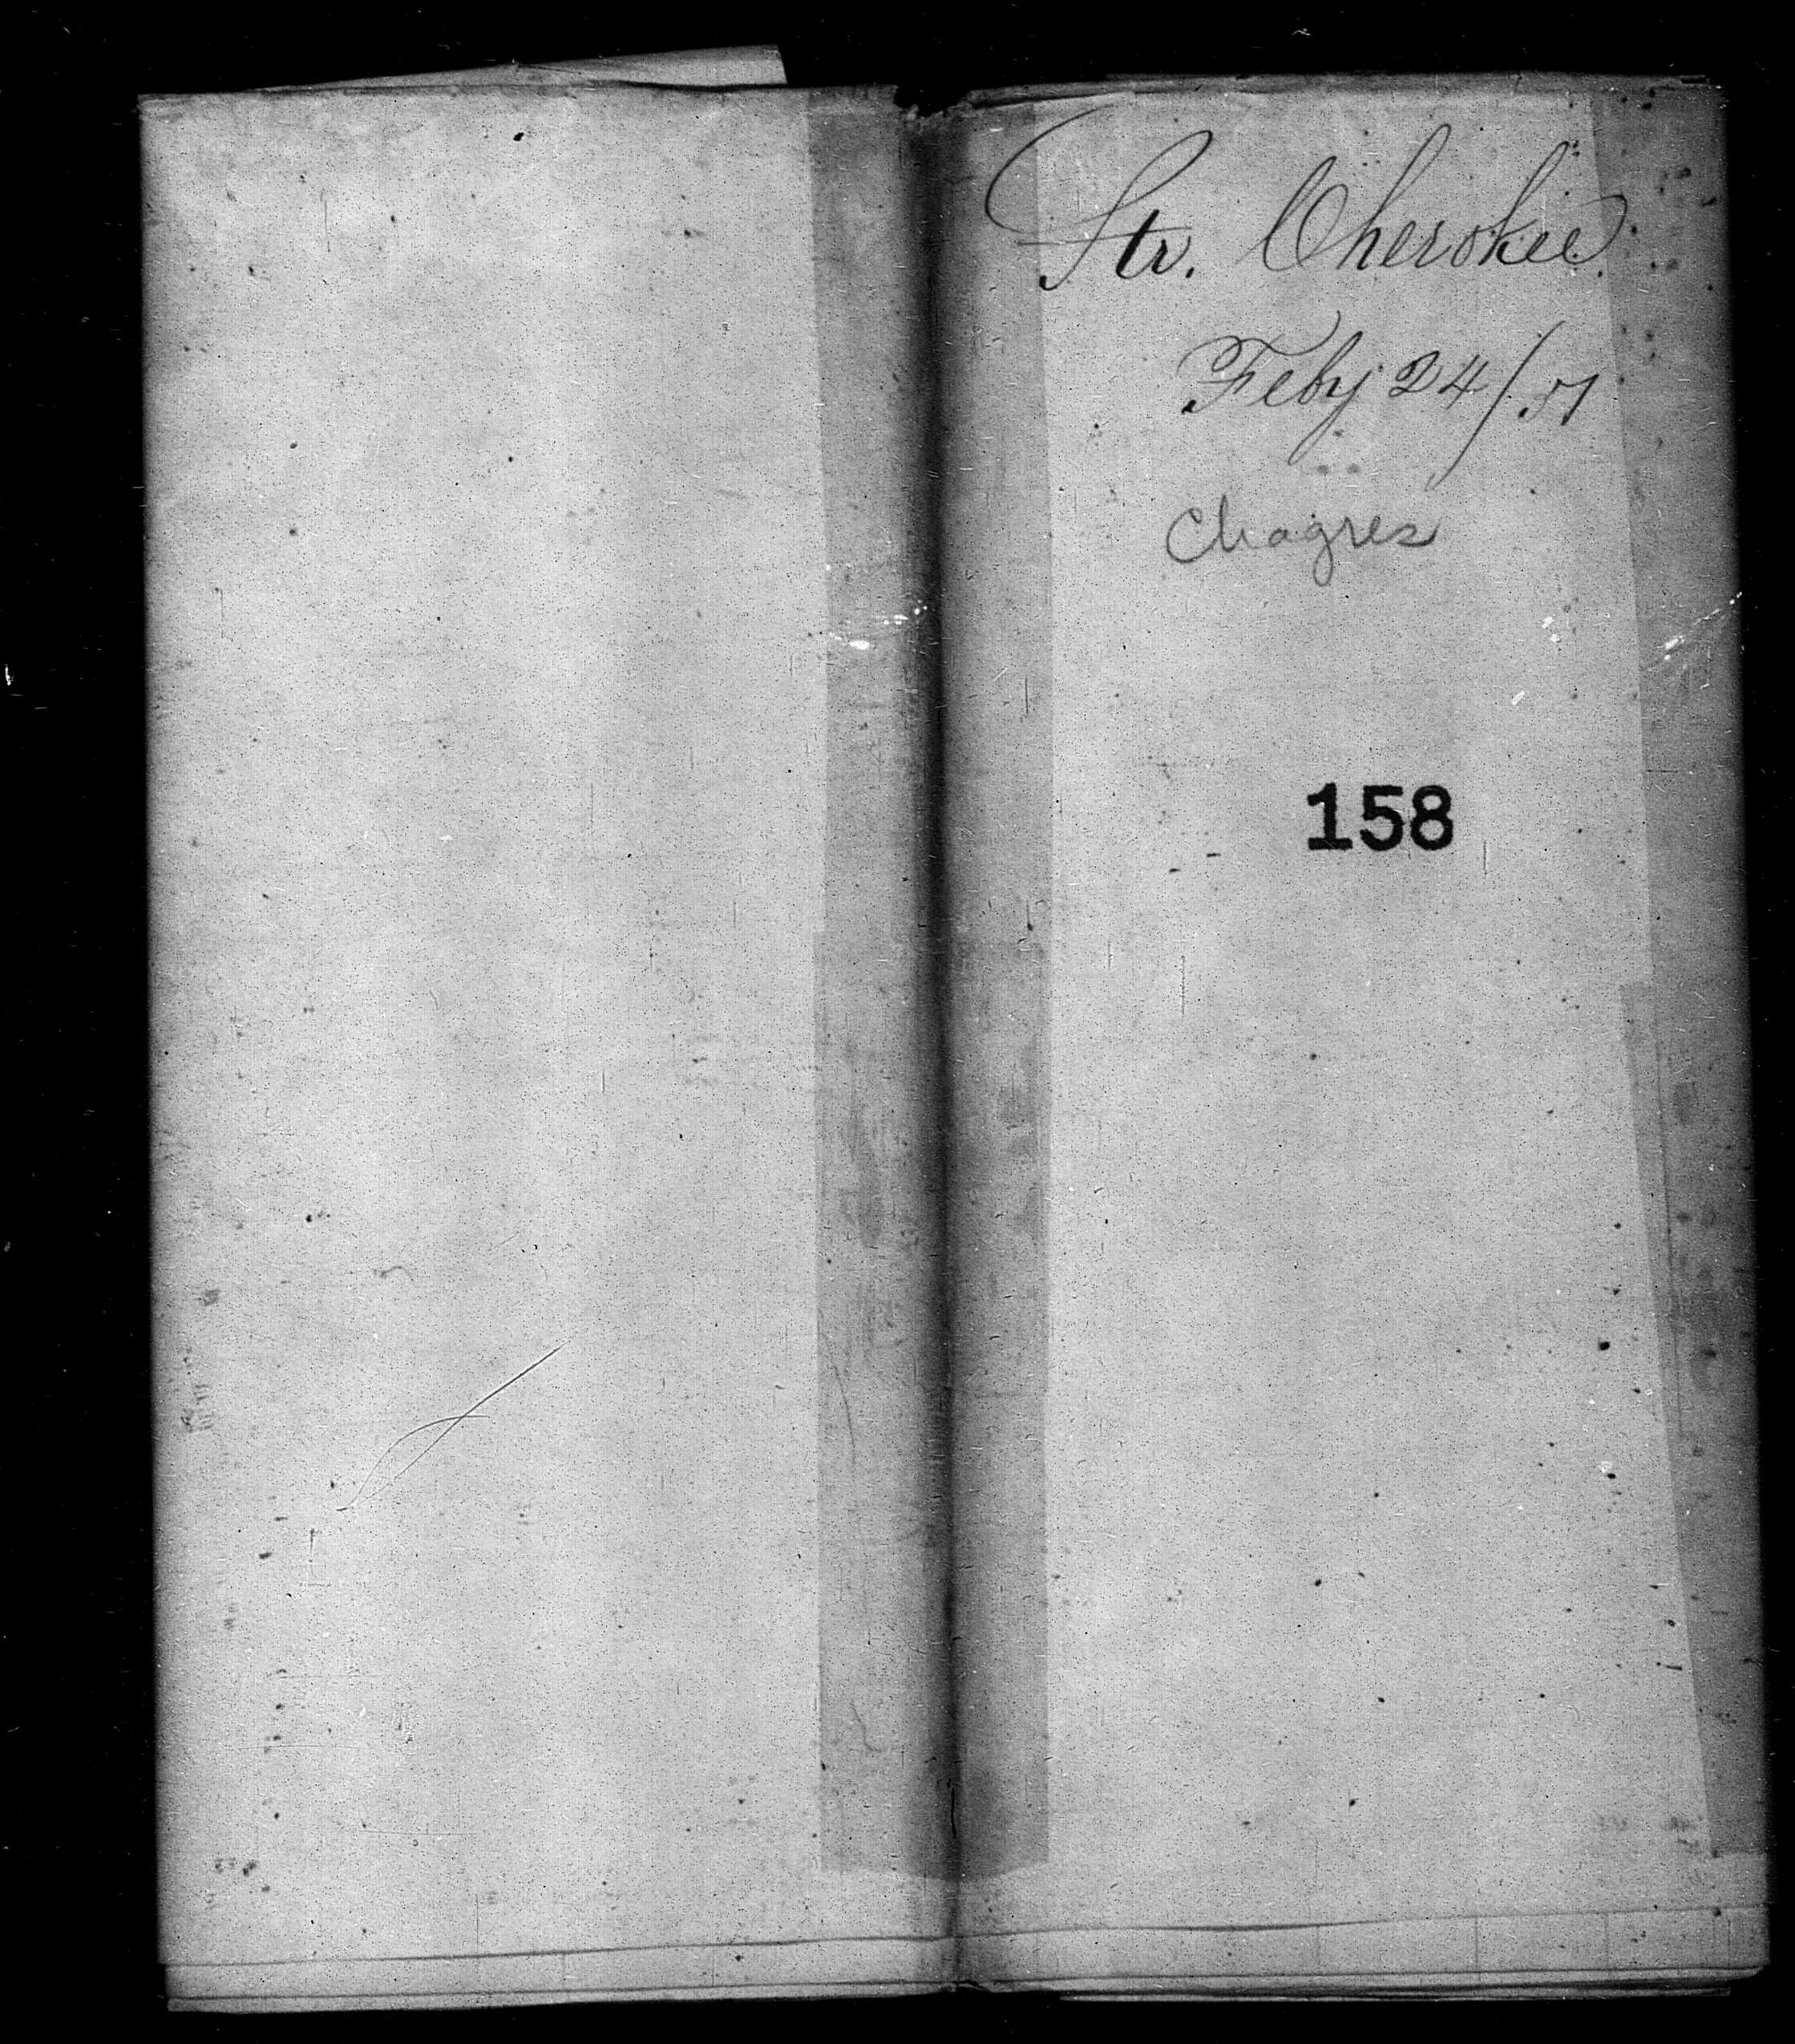 Str. Cherokee
Feby 24/51
Chagres
158